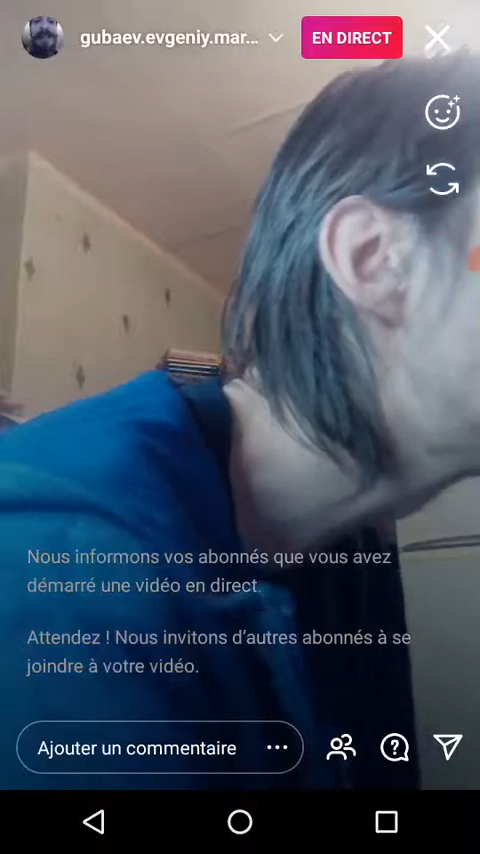 gubaev.evgeniy.mar...
EN DIRECT
Nous informons vos abonnés que vous avez
démarré une vidéo en direct.
Attendez ! Nous invitons d'autres abonnés à se
joindre à votre vidéo.
Ajouter un commentaire